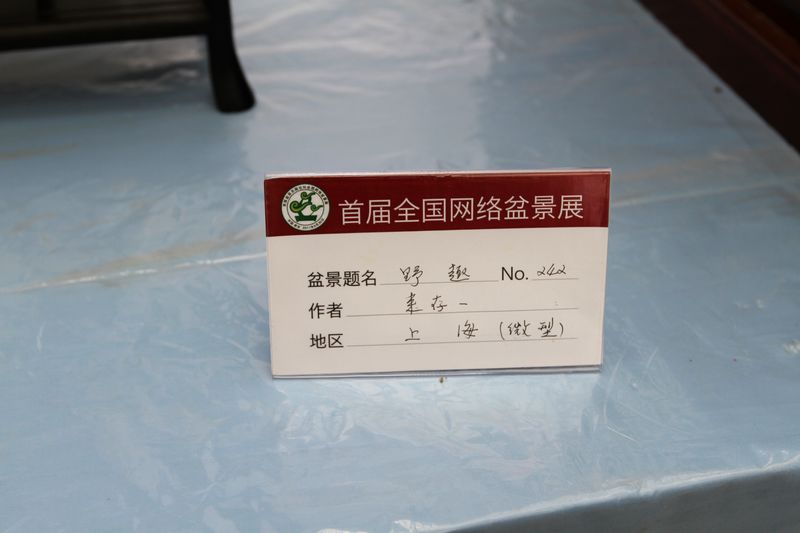 首届全国网络盆景展
盆景题名 野趣 No. 242
作者 存一
地区 上海(微型)